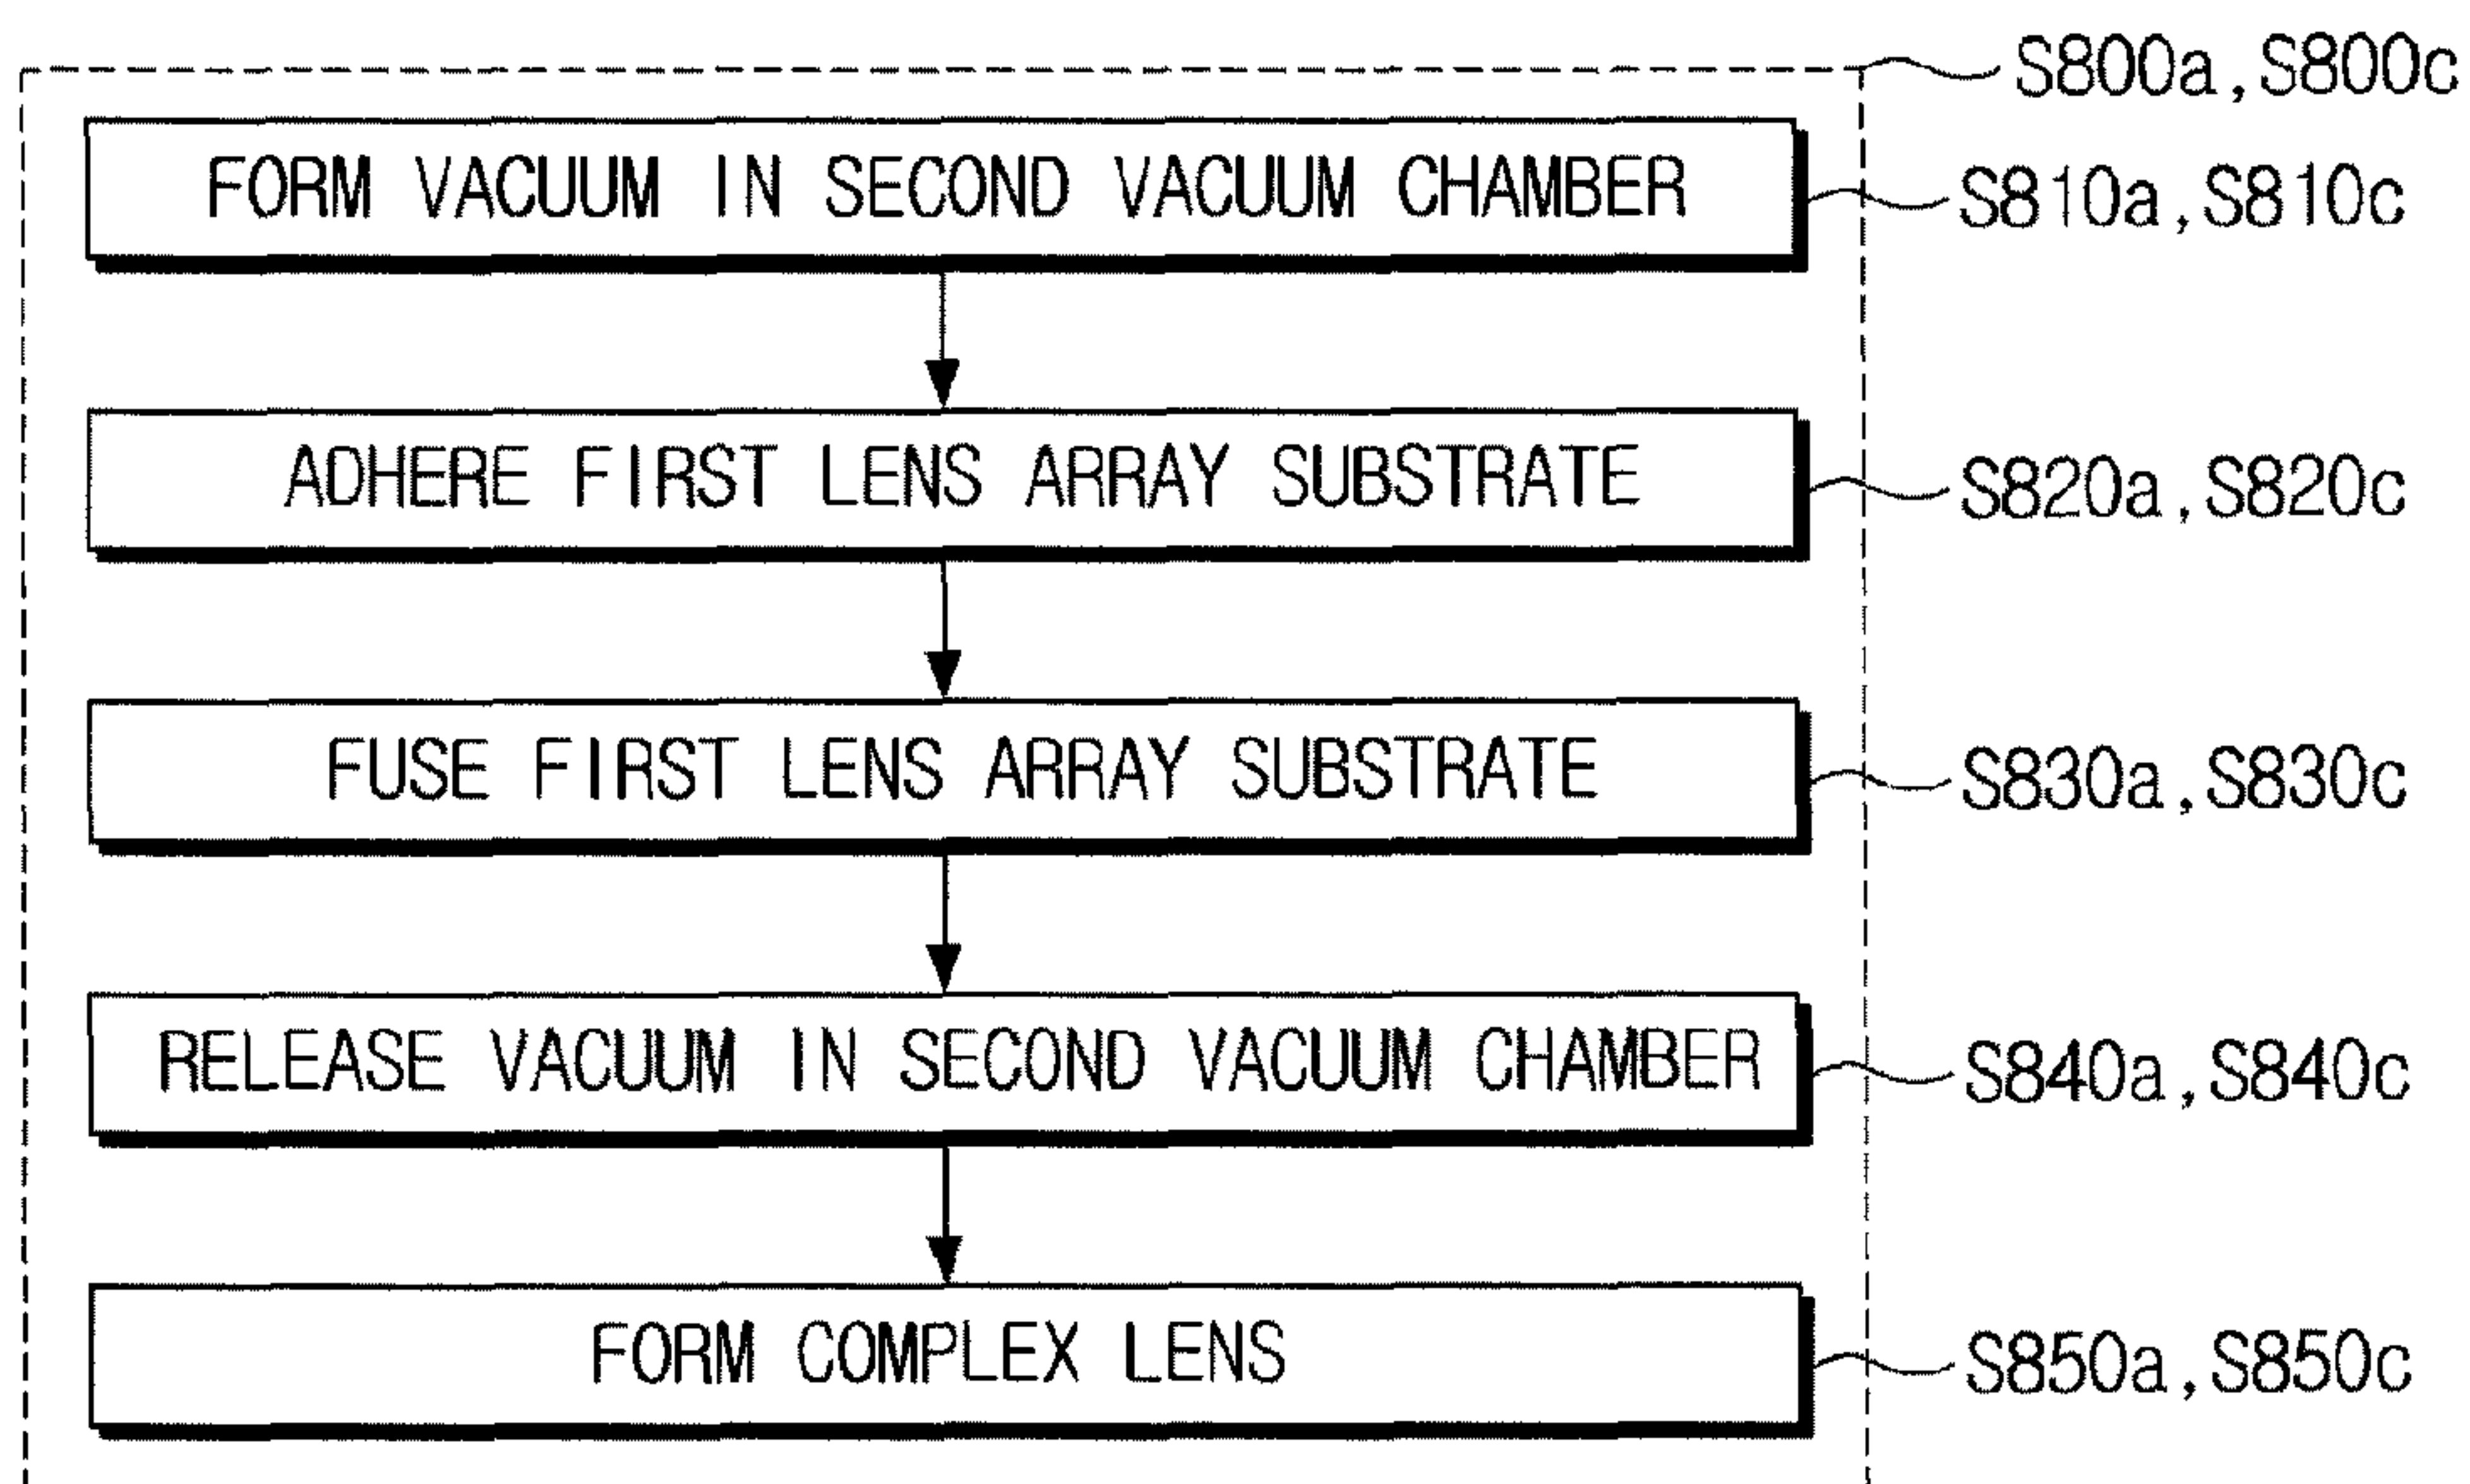 S800a,S800c
FORM VACUUM IN SECOND VACUUM CHAMBER
S810a,S810c
ADHERE FIRST LENS ARRAY SUBSTRATE
S820a,S820c
FUSE FIRST LENS ARRAY SUBSTRATE
S830a,S830c
RELEASE VACUUM IN SECOND VACUUM CHAMBER
S840a,S840c
FORM COMPLEX LENS
S850a,S850c